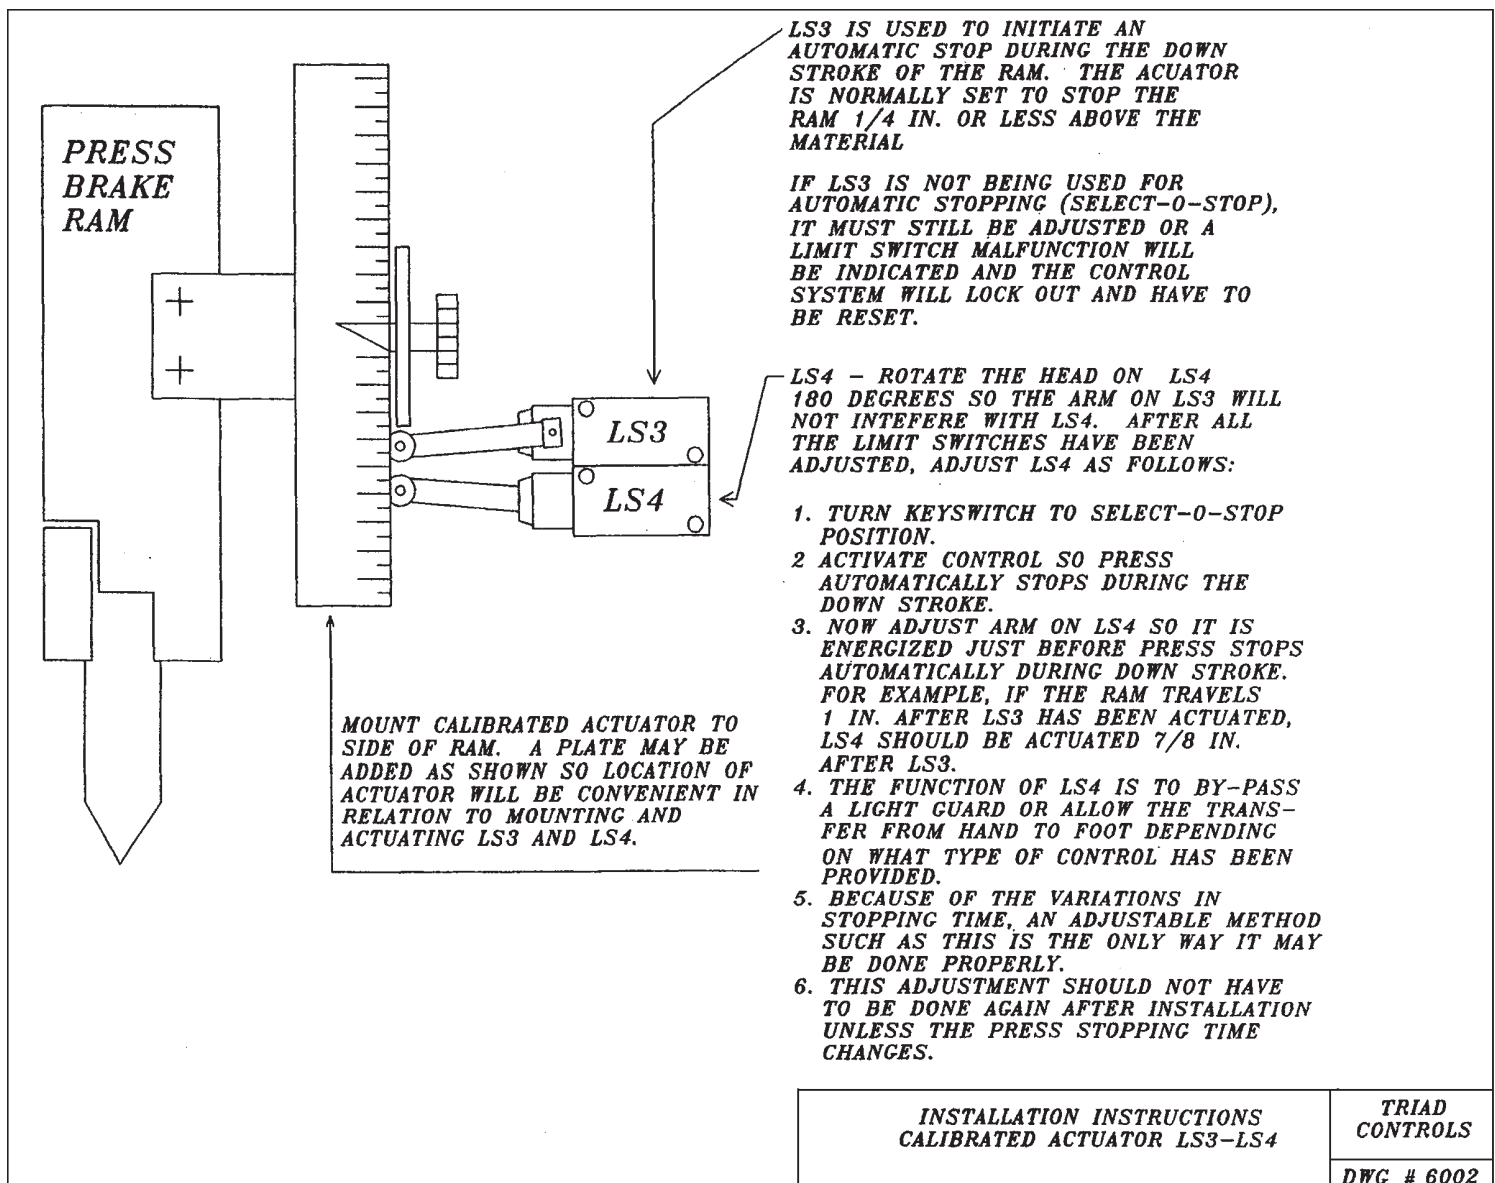 PRESS
BRAKE
RAM
LS3 IS USED TO INITIATE AN
AUTOMATIC STOP DURING THE DOWN
STROKE OF THE RAM. THE ACUATOR
IS NORMALLY SET TO STOP THE
RAM 1/4 IN. OR LESS ABOVE THE
MATERIAL
IF LS3 IS NOT BEING USED FOR
AUTOMATIC STOPPING (SELECT-O-STOP),
IT MUST STILL BE ADJUSTED OR A
LIMIT SWITCH MALFUNCTION WILL
BE INDICATED AND THE CONTROL
SYSTEM WILL LOCK OUT AND HAVE TO
BE RESET.
LS4 - ROTATE THE HEAD ON LS4
180 DEGREES SO THE ARM ON LS3 WILL
NOT INTEFERE WITH LS4. AFTER ALL
THE LIMIT SWITCHES HAVE BEEN
ADJUSTED, ADJUST LS4 AS FOLLOWS:
LS3
LS4
1. TURN KEYSWITCH TO SELECT-O-STOP
POSITION.
2 ACTIVATE CONTROL SO PRESS
AUTOMATICALLY STOPS DURING THE
DOWN STROKE.
3. NOW ADJUST ARM ON LS4 SO IT IS
ENERGIZED JUST BEFORE PRESS STOPS
AUTOMATICALLY DURING DOWN STROKE.
FOR EXAMPLE, IF THE RAM TRAVELS
1 IN. AFTER LS3 HAS BEEN ACTUATED,
LS4 SHOULD BE ACTUATED 7/8 IN.
AFTER LS3.
4. THE FUNCTION OF LS4 IS TO BY-PASS
A LIGHT GUARD OR ALLOW THE TRANS-
FER FROM HAND TO FOOT DEPENDING
ON WHAT TYPE OF CONTROL HAS BEEN
PROVIDED.
5. BECAUSE OF THE VARIATIONS IN
STOPPING TIME, AN ADJUSTABLE METHOD
SUCH AS THIS IS THE ONLY WAY IT MAY
BE DONE PROPERLY.
6. THIS ADJUSTMENT SHOULD NOT HAVE
TO BE DONE AGAIN AFTER INSTALLATION
UNLESS THE PRESS STOPPING TIME
CHANGES.
MOUNT CALIBRATED ACTUATOR TO
SIDE OF RAM. A PLATE MAY BE
ADDED AS SHOWN SO LOCATION OF
ACTUATOR WILL BE CONVENIENT IN
RELATION TO MOUNTING AND
ACTUATING LS3 AND LS4.
INSTALLATION INSTRUCTIONS
CALIBRATED ACTUATOR LS3-LS4
TRIAD
CONTROLS
DWG # 6002